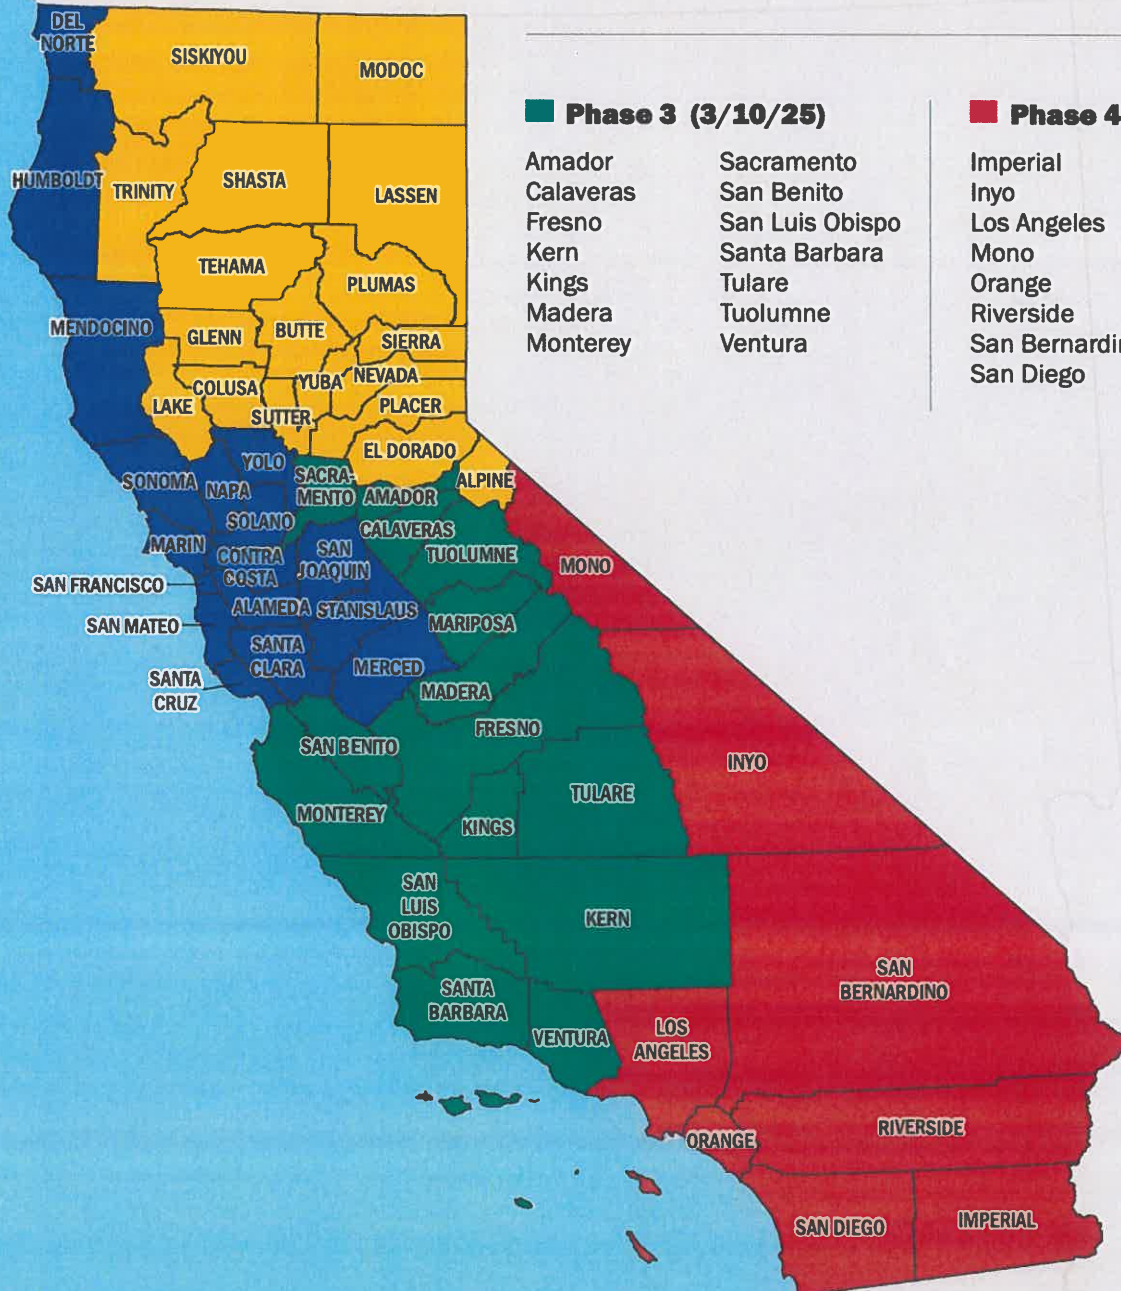 Phase 3 (3/10/25)
Amador
Calaveras
Fresno
Kern
Kings
Madera
Monterey
Sacramento
San Benito
San Luis Obispo
Santa Barbara
Tulare
Tuolumne
Ventura
Phase 4
Imperial
Inyo
Los Angeles
Mono
Orange
Riverside
San Bernardin
San Diego
DEL
NORTE
SISKIYOU
MODOC
HUMBOLDT
TRINITY
SHASTA
LASSEN
TEHAMA
PLUMAS
MENDOCINO
GLENN
BUTTE
SIERRA
LAKE
COLUSA
SUTTER
YUBA
NEVADA
PLACER
EL DORADO
ALPINE
SONOMA
NAPA
YOLO
SACRA-
MENTO
AMADOR
SOLANO
CALAVERAS
MARIN
CONTRA
COSTA
SAN
JOAQUIN
TUOLUMNE
MONO
SAN FRANCISCO
ALAMEDA
STANISLAUS
MARIPOSA
SAN MATEO
SANTA
CLARA
MERCED
SANTA
CRUZ
MADERA
FRESNO
SAN BENITO
INYO
MONTEREY
KINGS
TULARE
SAN
LUIS
OBISPO
KERN
SAN
BERNARDINO
SANTA
BARBARA
VENTURA
LOS
ANGELES
ORANGE
RIVERSIDE
SAN DIEGO
IMPERIAL